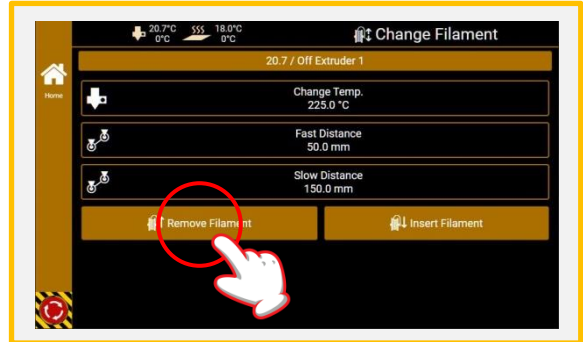 20.7°C 18.0°C
0°C 0°C
Change Filament
20.7 / Off Extruder 1
Home
Change Temp.
225.0 °C
Fast Distance
50.0 mm
Slow Distance
150.0 mm
Remove Filament
Insert Filament